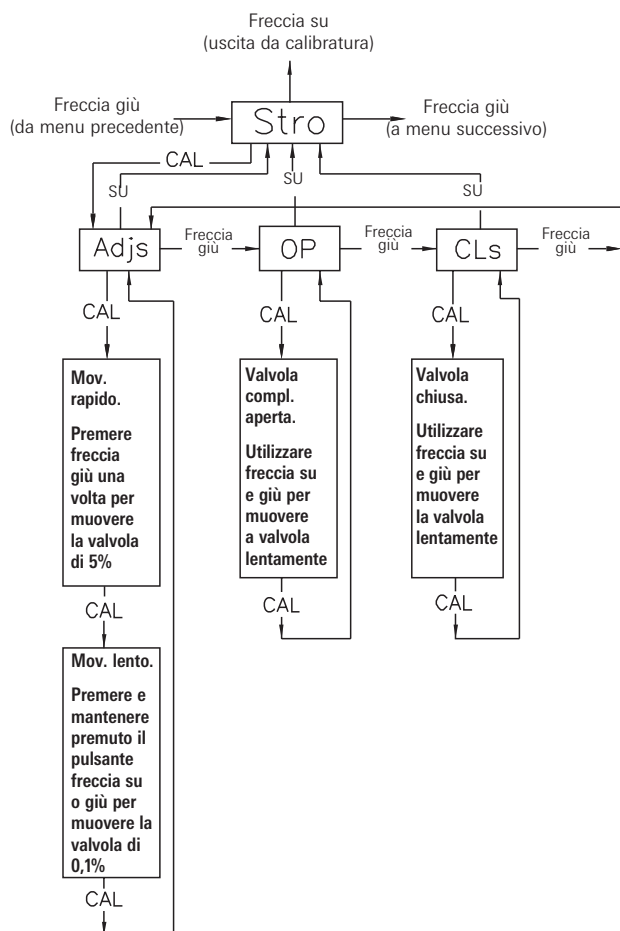 Freccia su
(uscita da calibratura)
Freccia giù
(da menu precedente)
Stro
Freccia giù
(a menu successivo)
CAL
SU
SU
SU
Adjs
Freccia
giù
OP
Freccia
giù
CLs
Freccia
giù
CAL
CAL
CAL
Mov.
rapido.
Premere
freccia
giù una
volta per
muovere
la valvola
di 5%
Valvola
compl.
aperta.
Utilizzare
freccia su
e giù per
muovere
a valvola
lentamente
Valvola
chiusa.
Utilizzare
freccia su
e giù per
muovere
la valvola
lentamente
CAL
CAL
CAL
Mov. lento.
Premere e
mantenere
premuto il
pulsante
freccia su
o giù per
muovere la
valvola di
0,1%
CAL